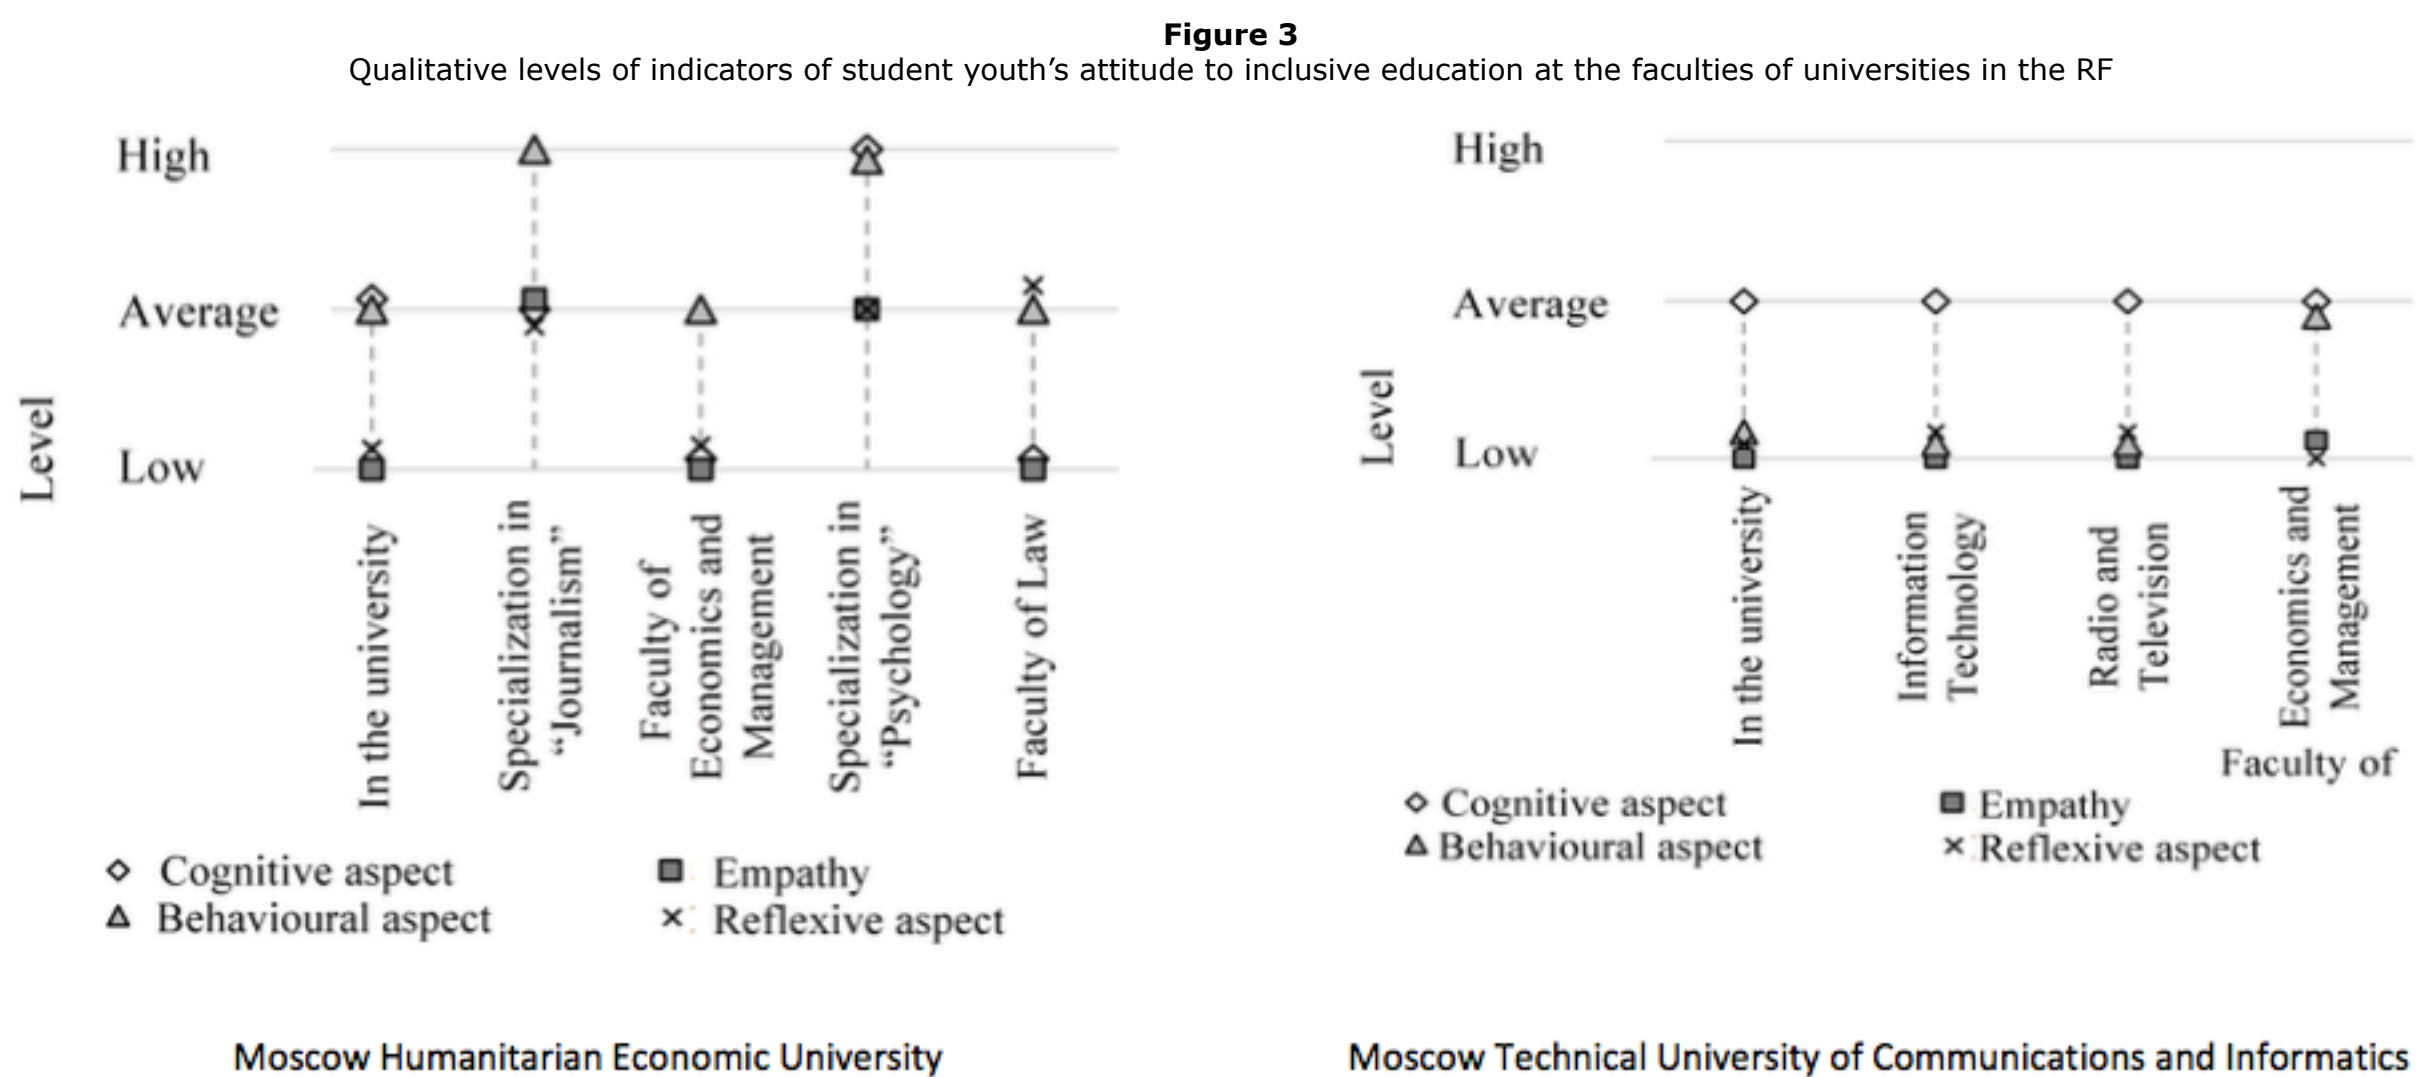 Figure 3
Qualitative levels of indicators of student youth’s attitude to inclusive education at the faculties of universities in the RF
High
Average
Low
Level
In the university
Specialization in
“Journalism”
Faculty of
Economics and
Management
Specialization in
“Psychology”
Faculty of Law
Cognitive aspect
Empathy
Behavioural aspect
Reflexive aspect
Moscow Humanitarian Economic University
High
Average
Low
Level
In the university
Information
Technology
Radio and
Television
Economics and
Management
Faculty of
Cognitive aspect
Empathy
Behavioural aspect
Reflexive aspect
Moscow Technical University of Communications and Informatics